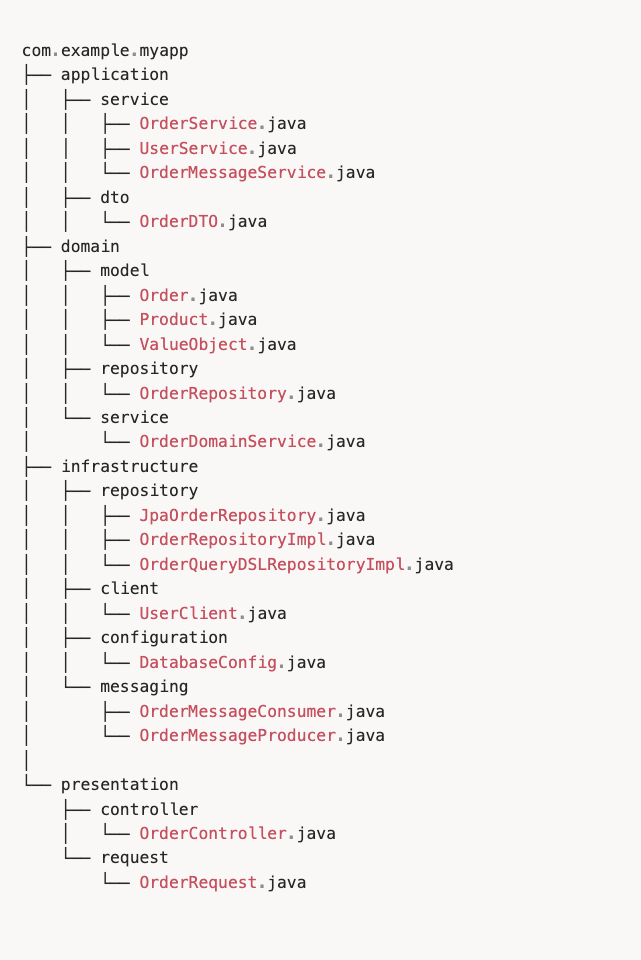 com.example.myapp
├── application
│   ├── service
│   │   ├── OrderService.java
│   │   ├── UserService.java
│   │   └── OrderMessageService.java
│   ├── dto
│   │   └── OrderDTO.java
├── domain
│   ├── model
│   │   ├── Order.java
│   │   ├── Product.java
│   │   └── ValueObject.java
│   ├── repository
│   │   └── OrderRepository.java
│   └── service
│       └── OrderDomainService.java
├── infrastructure
│   ├── repository
│   │   ├── JpaOrderRepository.java
│   │   ├── OrderRepositoryImpl.java
│   │   └── OrderQueryDSLRepositoryImpl.java
│   ├── client
│   │   └── UserClient.java
│   ├── configuration
│   │   └── DatabaseConfig.java
│   └── messaging
│       ├── OrderMessageConsumer.java
│       └── OrderMessageProducer.java
│
└── presentation
    ├── controller
    │   └── OrderController.java
    └── request
        └── OrderRequest.java